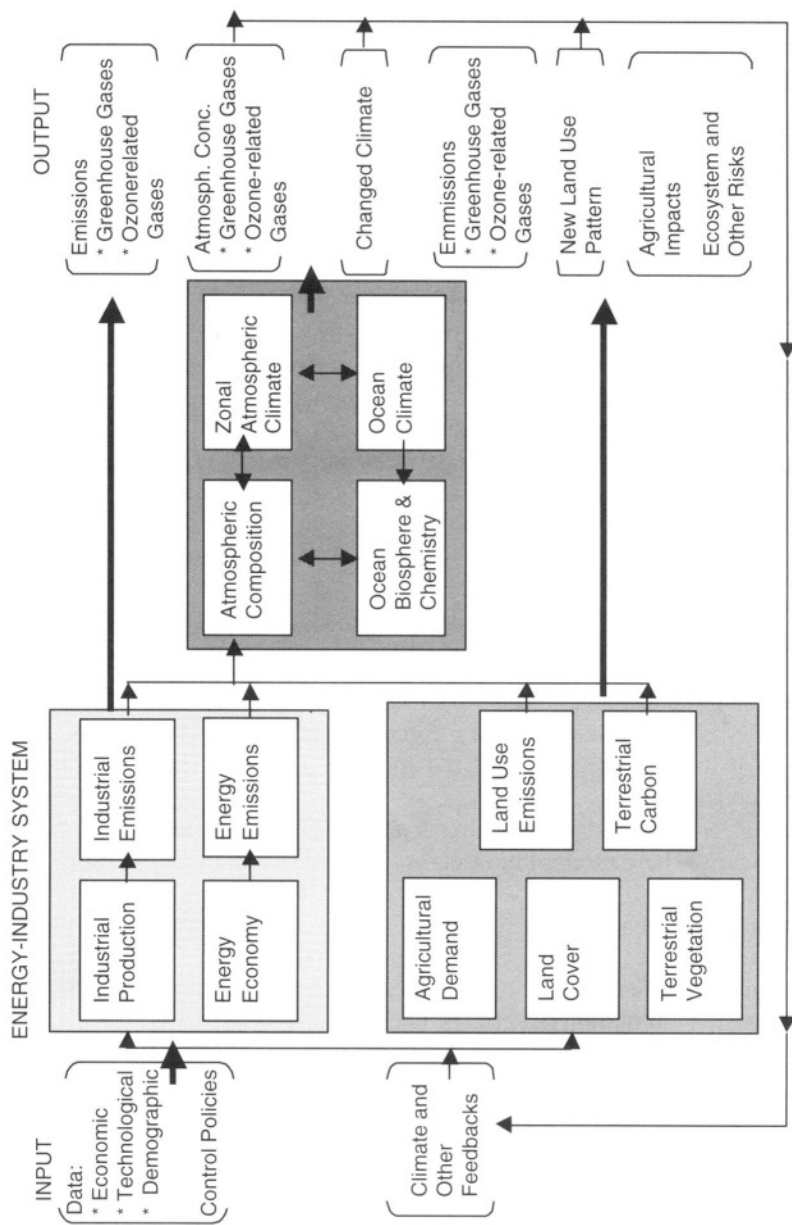 INPUT
Data:
* Economic
* Technological
* Demographic
Control Policies
Climate and
Other
Feedbacks
ENERGY-INDUSTRY SYSTEM
Industrial
Production
Industrial
Emissions
Energy
Economy
Energy
Emissions
Agricultural
Demand
Land
Cover
Terrestrial
Vegetation
Land Use
Emissions
Terrestrial
Carbon
Atmospheric
Composition
Zonal
Atmospheric
Climate
Ocean
Biosphere &
Chemistry
Ocean
Climate
OUTPUT
Emissions
* Greenhouse Gases
* Ozonerelated
Gases
Atmosph. Conc.
* Greenhouse Gases
* Ozone-related
Gases
Changed Climate
Emmissions
* Greenhouse Gases
* Ozone-related
Gases
New Land Use
Pattern
Agricultural
Impacts
Ecosystem and
Other Risks